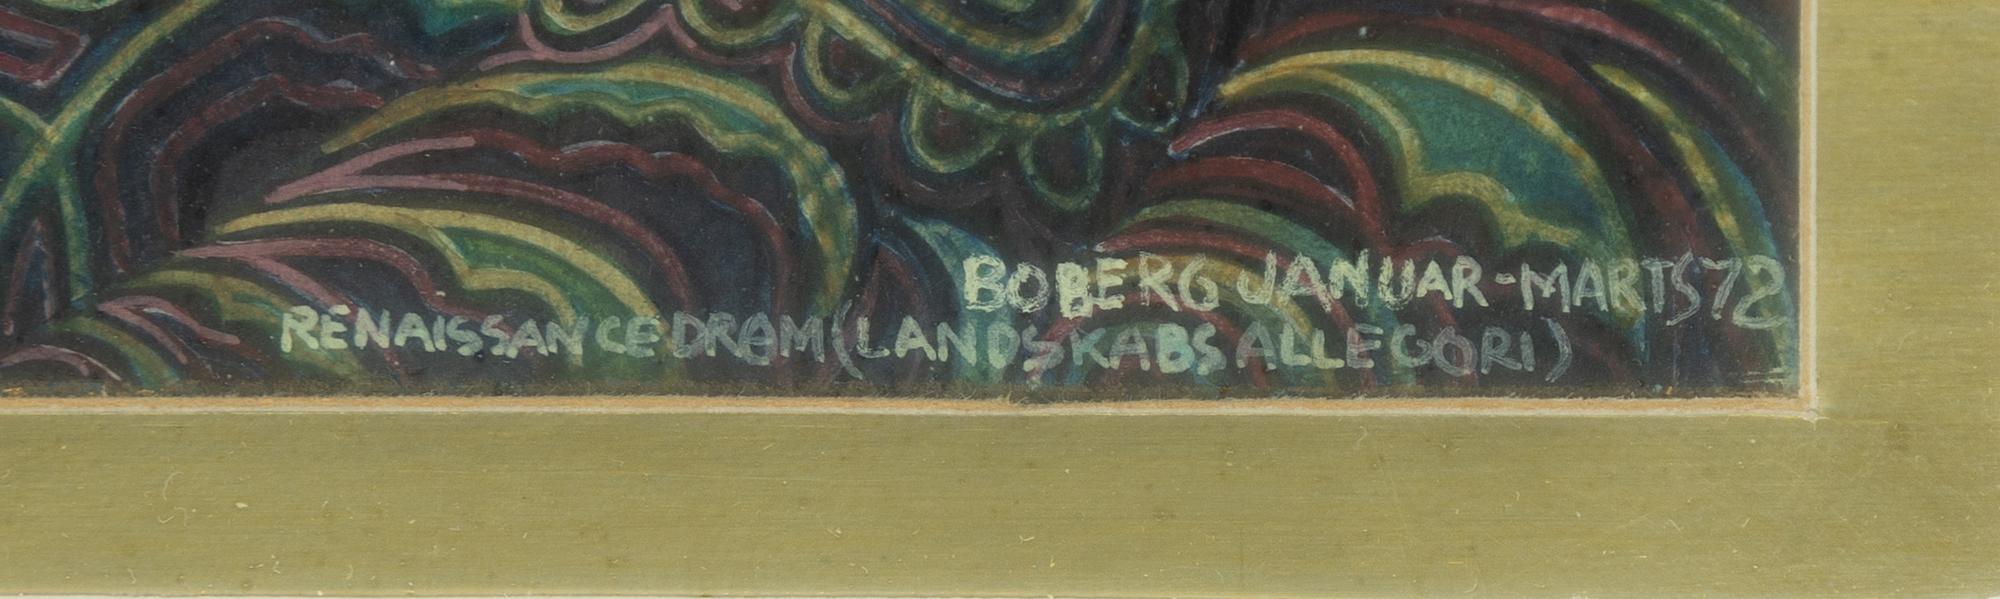 BOBERG JANUAR-MARTS 72
RENAISSANCEDRØM (LANDSKABSALLEGORI)